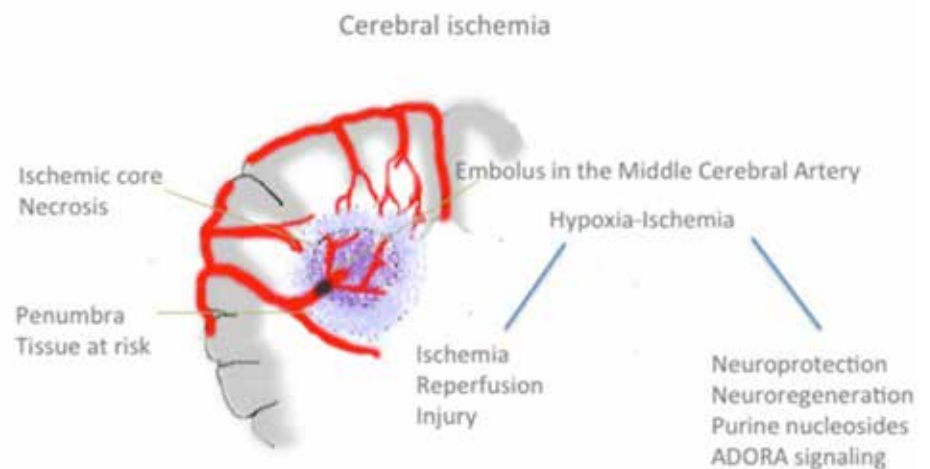 Cerebral ischemia
Ischemic core
Necrosis
Embolus in the Middle Cerebral Artery
Hypoxia-Ischemia
Penumbra
Tissue at risk
Ischemia
Reperfusion
Injury
Neuroprotection
Neuroregeneration
Purine nucleosides
ADORA signaling